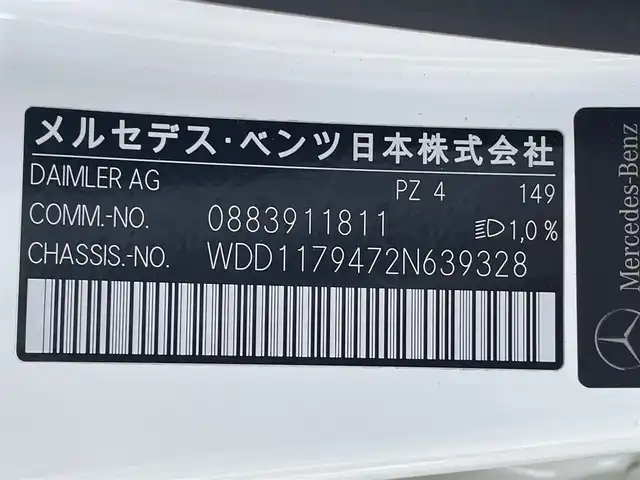 メルセデス・ベンツ日本株式会社
DAIMLER AG PZ 4 149
COMM.-NO. 0883911811 1,0%
CHASSIS.-NO. WDD1179472N639328
Mercedes-Benz